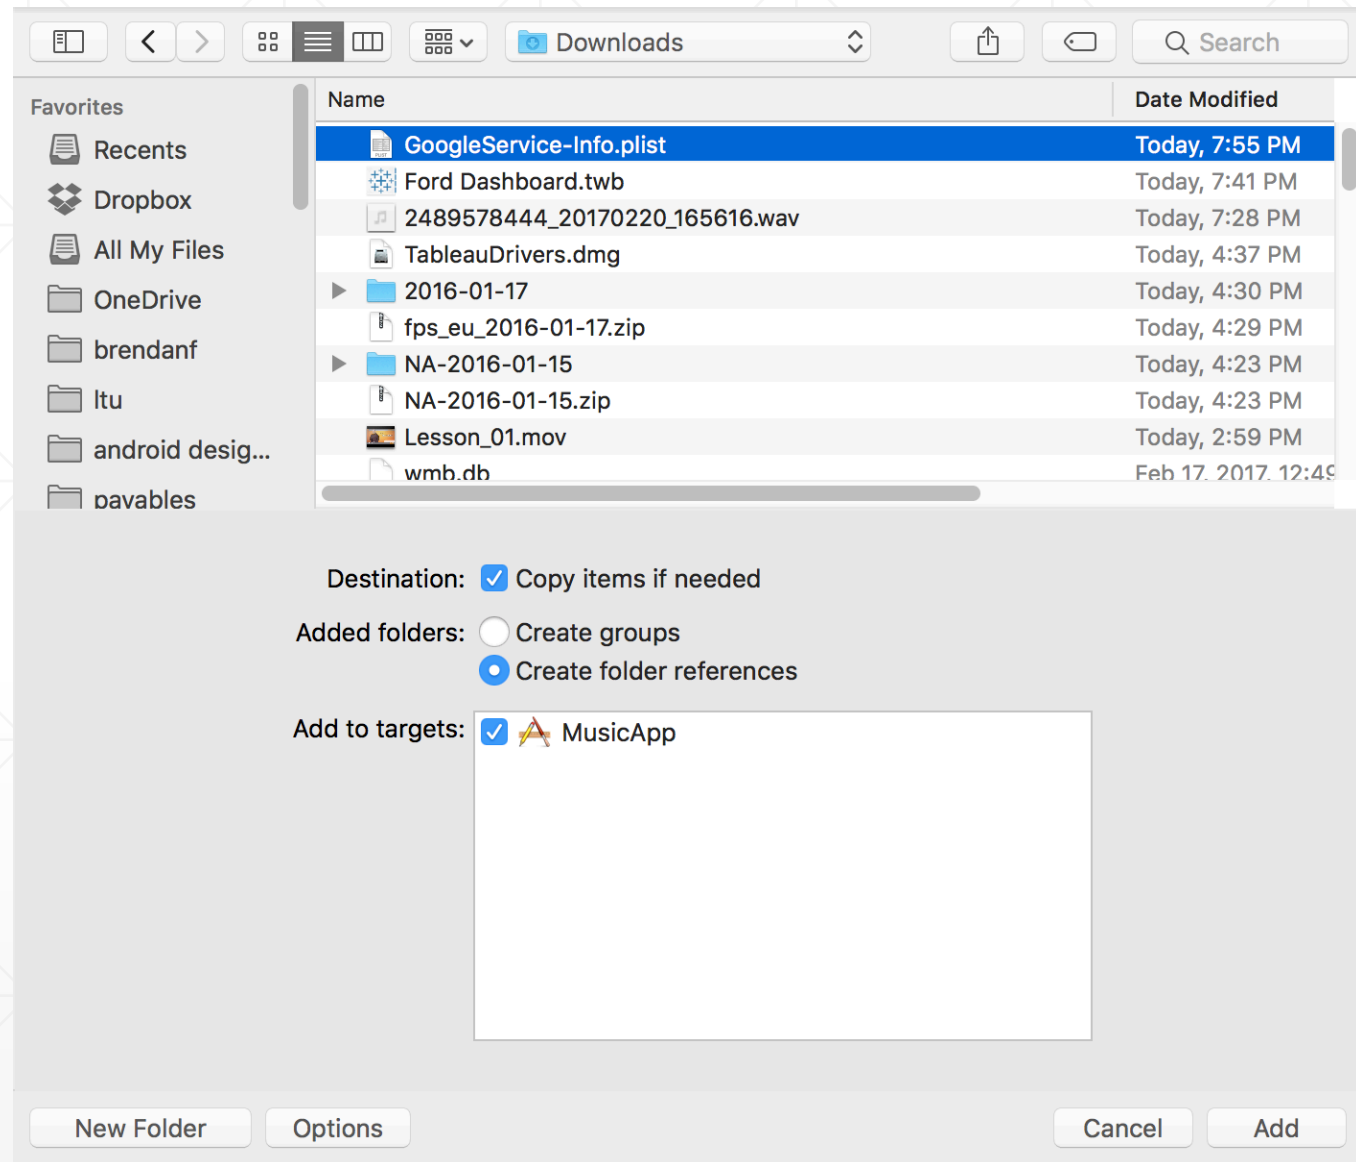 Downloads
Search
Favorites
Recents
Dropbox
All My Files
OneDrive
brendanf
ltu
android desig...
payables
Name Date Modified
GoogleService-Info.plist Today, 7:55 PM
Ford Dashboard.twb Today, 7:41 PM
2489578444_20170220_165616.wav Today, 7:28 PM
TableauDrivers.dmg Today, 4:37 PM
2016-01-17 Today, 4:30 PM
fps_eu_2016-01-17.zip Today, 4:29 PM
NA-2016-01-15 Today, 4:23 PM
NA-2016-01-15.zip Today, 4:23 PM
Lesson_01.mov Today, 2:59 PM
wmb.db Feb 17, 2017, 12:49
Destination: Copy items if needed
Added folders: Create groups
Create folder references
Add to targets: MusicApp
New Folder Options Cancel Add